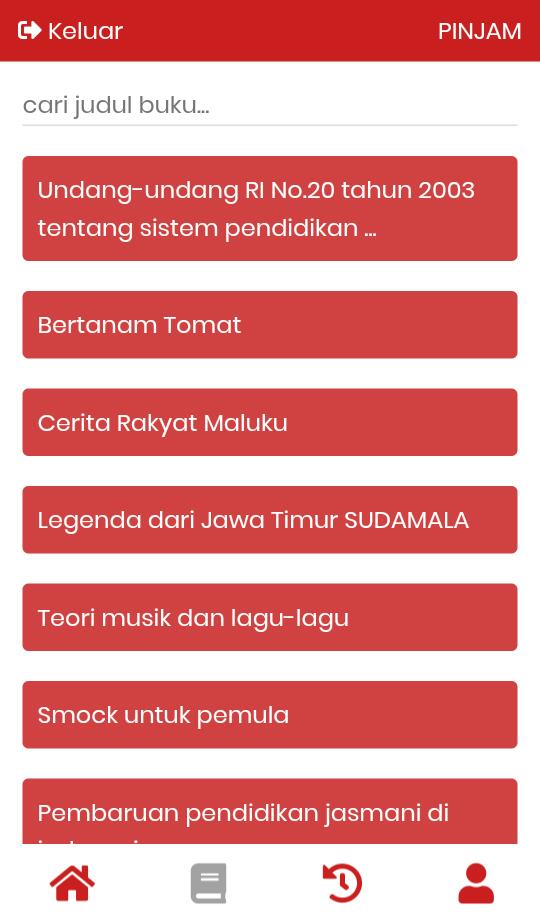 Keluar PINJAM
cari judul buku...
Undang-undang RI No.20 tahun 2003
tentang sistem pendidikan ...
Bertanam Tomat
Cerita Rakyat Maluku
Legenda dari Jawa Timur SUDAMALA
Teori musik dan lagu-lagu
Smock untuk pemula
Pembaruan pendidikan jasmani di